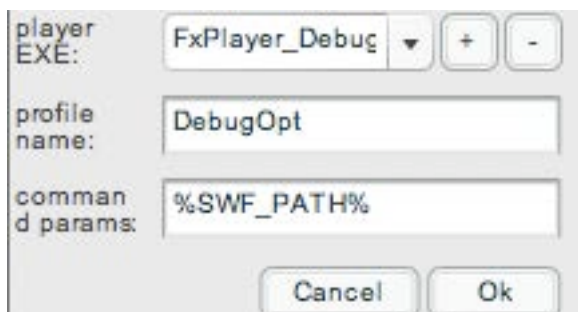 player
EXE:
FxPlayer_Debug
+
-
profile
name:
DebugOpt
comman
d params:
%SWF_PATH%
Cancel
Ok